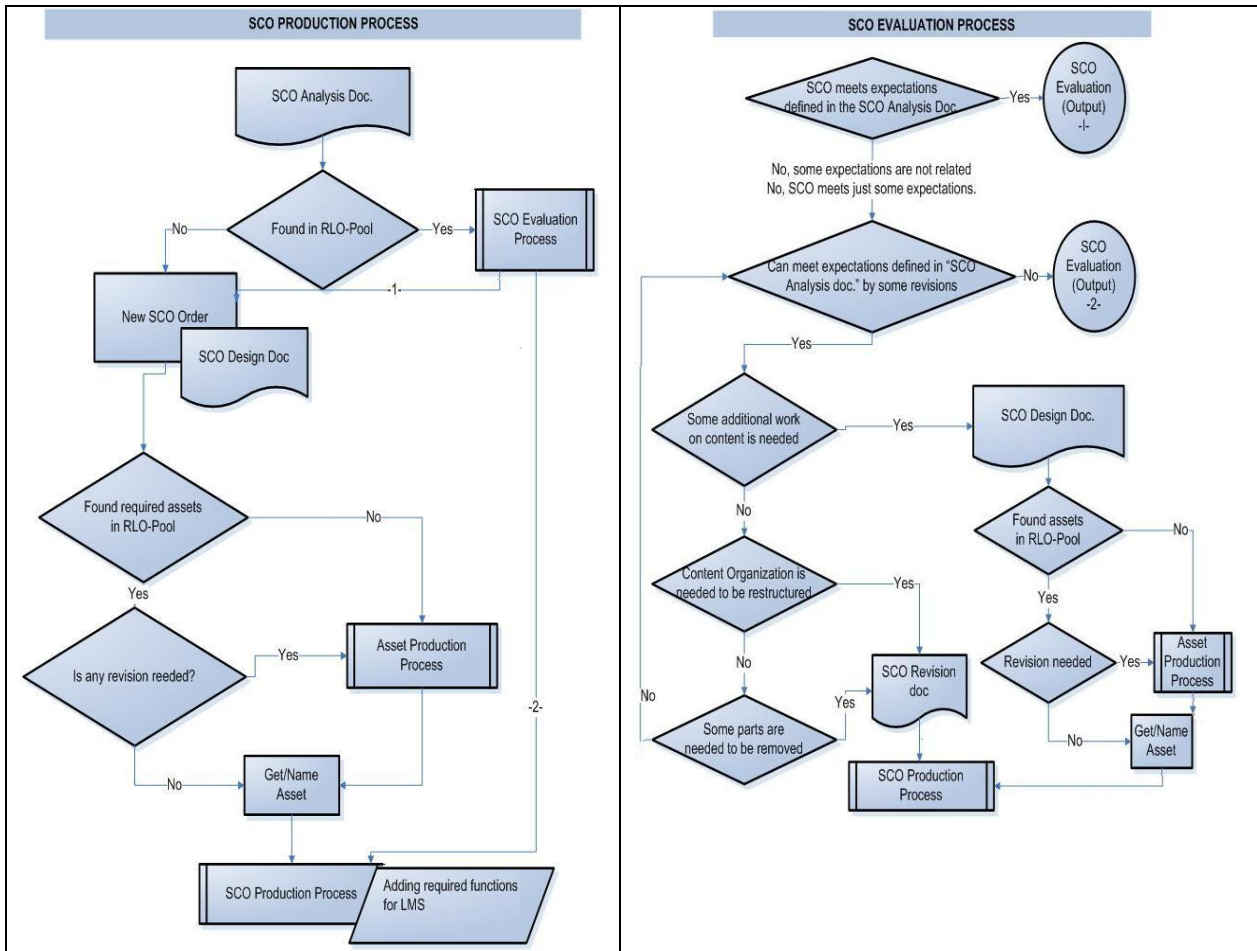 SCO PRODUCTION PROCESS
SCO Analysis Doc.
Found in RLO-Pool
No
Yes
SCO Evaluation
Process
-1-
New SCO Order
SCO Design Doc
Found required assets
in RLO-Pool
No
Yes
Is any revision needed?
Yes
Asset Production
Process
-2-
No
Get/Name
Asset
SCO Production Process
Adding required functions
for LMS
SCO EVALUATION PROCESS
SCO meets expectations
defined in the SCO Analysis Doc
Yes
SCO
Evaluation
(Output)
-I-
No, some expectations are not related
No, SCO meets just some expectations.
Can meet expectations defined in “SCO
Analysis doc.” by some revisions
No
SCO
Evaluation
(Output)
-2-
Yes
Some additional work
on content is needed
Yes
SCO Design Doc.
No
Found assets
in RLO-Pool
No
Content Organization is
needed to be restructured
Yes
Yes
Revision needed
Yes
Asset
Production
Process
No
SCO Revision
doc
No
Some parts are
needed to be removed
Yes
No
Get/Name
Asset
SCO Production
Process